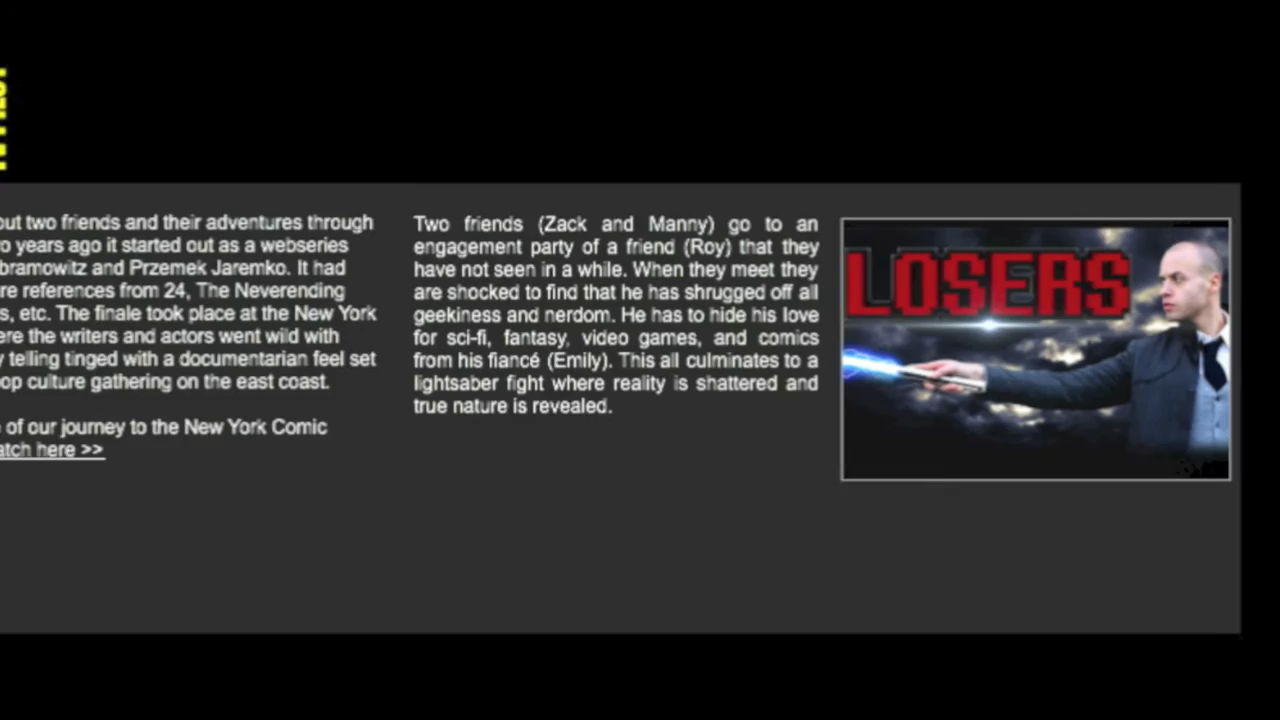 out two friends and their adventures through
o years ago it started out as a webseries
bramowitz and Przemek Jaremko. It had
re references from 24, The Neverending
s, etc. The finale took place at the New York
ere the writers and actors went wild with
y telling tinged with a documentarian feel set
op culture gathering on the east coast.
e of our journey to the New York Comic
atch here >>
Two friends (Zack and Manny) go to an
engagement party of a friend (Roy) that they
have not seen in a while. When they meet they
are shocked to find that he has shrugged off all
geekiness and nerdom. He has to hide his love
for sci-fi, fantasy, video games, and comics
from his fiancé (Emily). This all culminates to a
lightsaber fight where reality is shattered and
true nature is revealed.
LOSERS